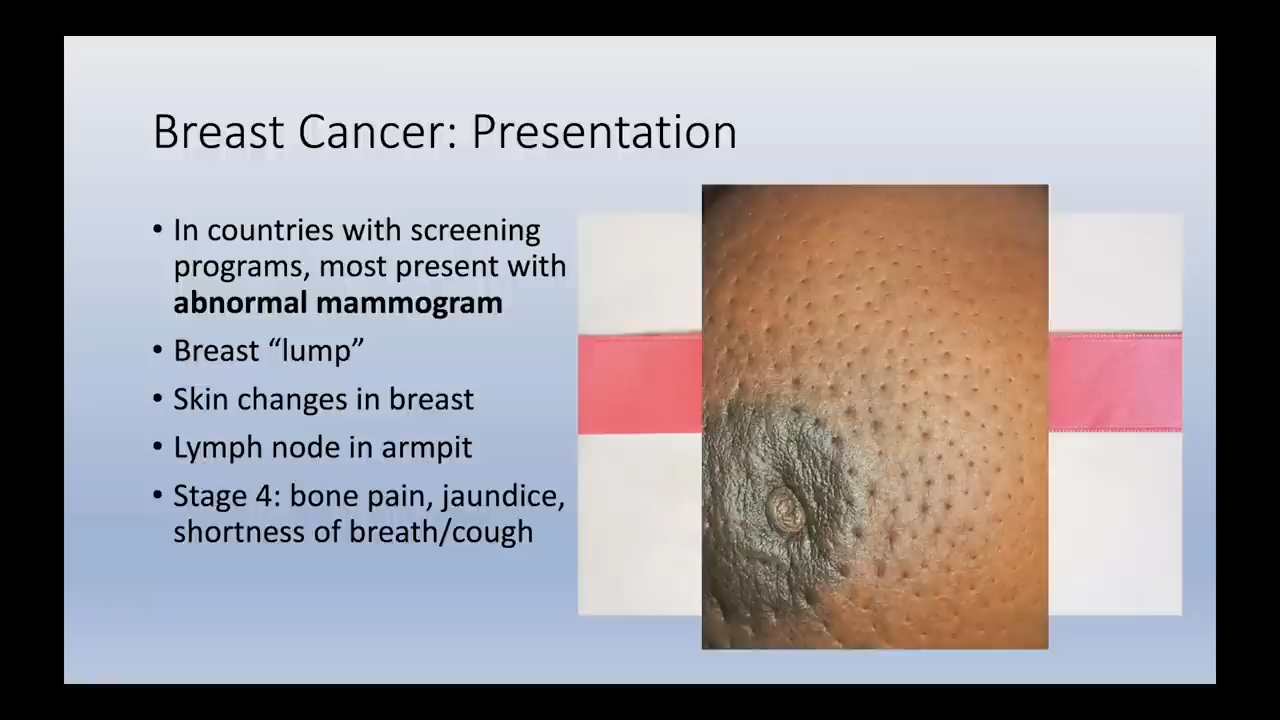 Breast Cancer: Presentation
• In countries with screening
programs, most present with
abnormal mammogram
• Breast “lump”
• Skin changes in breast
• Lymph node in armpit
• Stage 4: bone pain, jaundice,
shortness of breath/cough